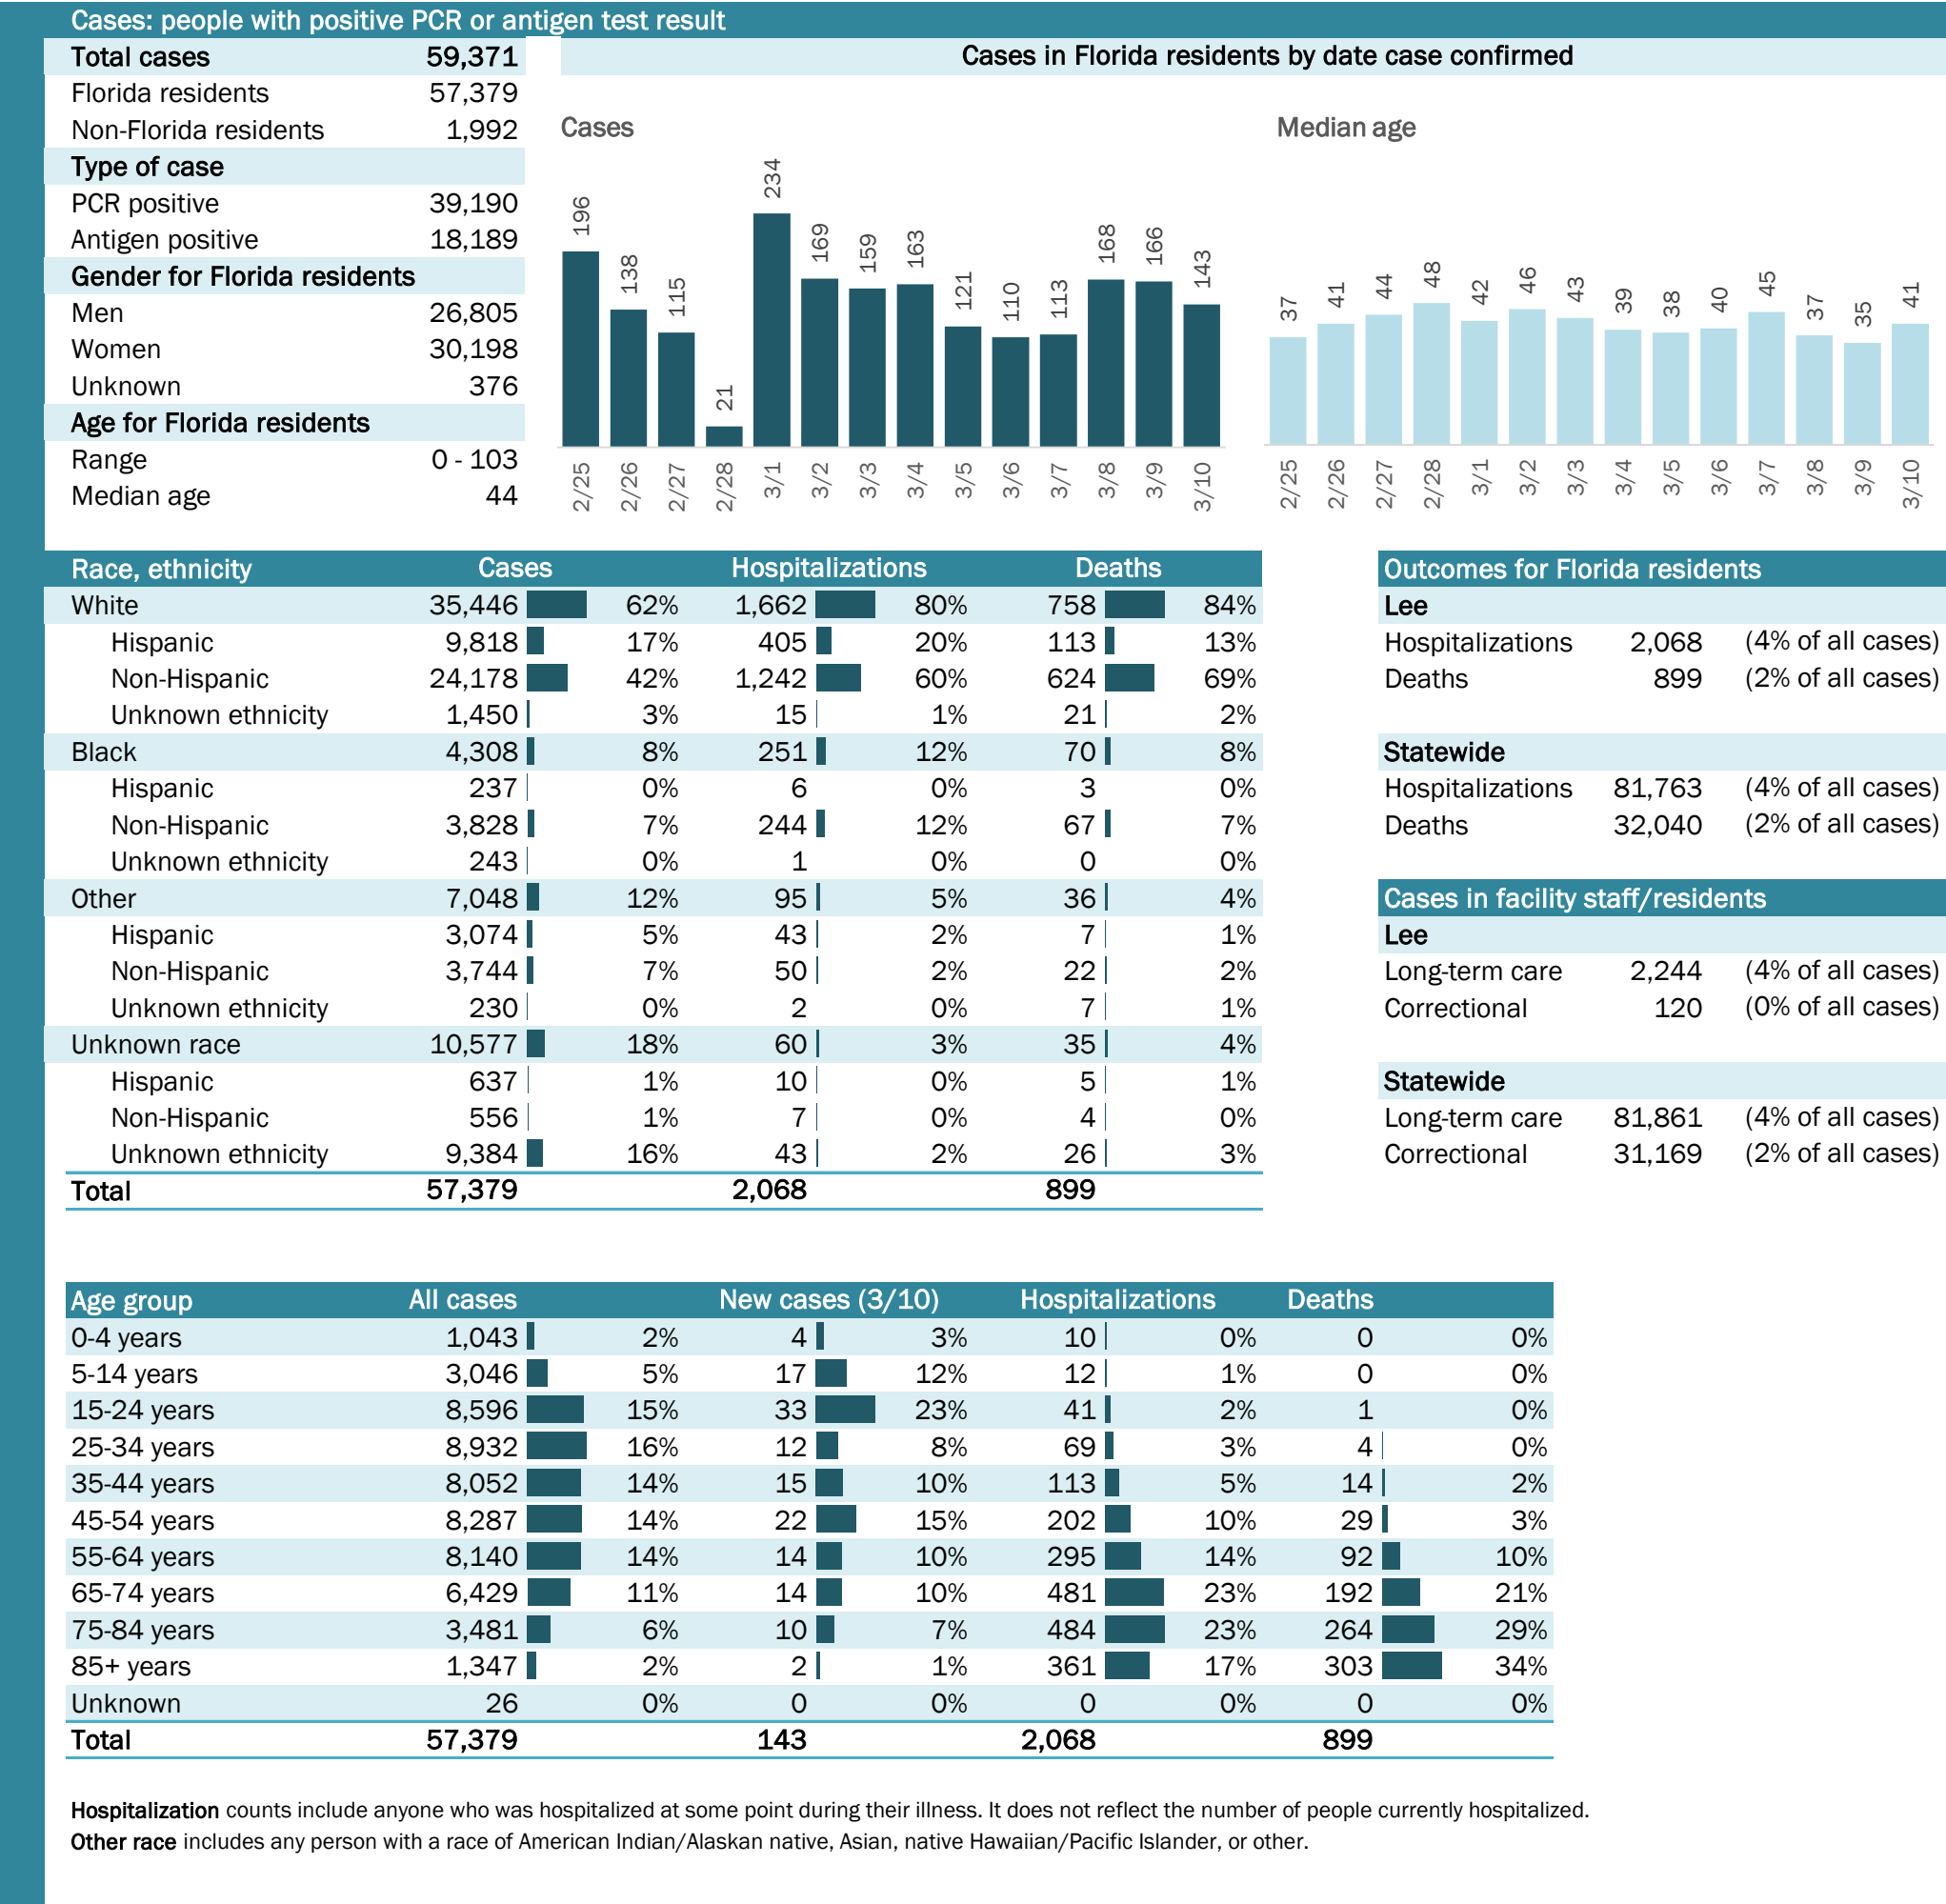 Cases: people with positive PCR or antigen test result
Total cases 59,371
Florida residents 57,379
Non-Florida residents 1,992
Type of case
PCR positive 39,190
Antigen positive 18,189
Gender for Florida residents
Men 26,805
Women 30,198
Unknown 376
Age for Florida residents
Range 0 - 103
Median age 44
Cases in Florida residents by date case confirmed
Cases
196 138 115 21 234 169 159 163 121 110 113 168 166 143
2/25 2/26 2/27 2/28 3/1 3/2 3/3 3/4 3/5 3/6 3/7 3/8 3/9 3/10
Median age
37 41 44 48 42 46 43 39 38 40 45 37 35 41
2/25 2/26 2/27 2/28 3/1 3/2 3/3 3/4 3/5 3/6 3/7 3/8 3/9 3/10
Race, ethnicity Cases Hospitalizations Deaths
White 35,446 62% 1,662 80% 758 84%
Hispanic 9,818 17% 405 20% 113 13%
Non-Hispanic 24,178 42% 1,242 60% 624 69%
Unknown ethnicity 1,450 3% 15 1% 21 2%
Black 4,308 8% 251 12% 70 8%
Hispanic 237 0% 6 0% 3 0%
Non-Hispanic 3,828 7% 244 12% 67 7%
Unknown ethnicity 243 0% 1 0% 0 0%
Other 7,048 12% 95 5% 36 4%
Hispanic 3,074 5% 43 2% 7 1%
Non-Hispanic 3,744 7% 50 2% 22 2%
Unknown ethnicity 230 0% 2 0% 7 1%
Unknown race 10,577 18% 60 3% 35 4%
Hispanic 637 1% 10 0% 5 1%
Non-Hispanic 556 1% 7 0% 4 0%
Unknown ethnicity 9,384 16% 43 2% 26 3%
Total 57,379 2,068 899
Outcomes for Florida residents
Lee
Hospitalizations 2,068 (4% of all cases)
Deaths 899 (2% of all cases)
Statewide
Hospitalizations 81,763 (4% of all cases)
Deaths 32,040 (2% of all cases)
Cases in facility staff/residents
Lee
Long-term care 2,244 (4% of all cases)
Correctional 120 (0% of all cases)
Statewide
Long-term care 81,861 (4% of all cases)
Correctional 31,169 (2% of all cases)
Age group All cases New cases (3/10) Hospitalizations Deaths
0-4 years 1,043 2% 4 3% 10 0% 0 0%
5-14 years 3,046 5% 17 12% 12 1% 0 0%
15-24 years 8,596 15% 33 23% 41 2% 1 0%
25-34 years 8,932 16% 12 8% 69 3% 4 0%
35-44 years 8,052 14% 15 10% 113 5% 14 2%
45-54 years 8,287 14% 22 15% 202 10% 29 3%
55-64 years 8,140 14% 14 10% 295 14% 92 10%
65-74 years 6,429 11% 14 10% 481 23% 192 21%
75-84 years 3,481 6% 10 7% 484 23% 264 29%
85+ years 1,347 2% 2 1% 361 17% 303 34%
Unknown 26 0% 0 0% 0 0% 0 0%
Total 57,379 143 2,068 899
Hospitalization counts include anyone who was hospitalized at some point during their illness. It does not reflect the number of people currently hospitalized.
Other race includes any person with a race of American Indian/Alaskan native, Asian, native Hawaiian/Pacific Islander, or other.